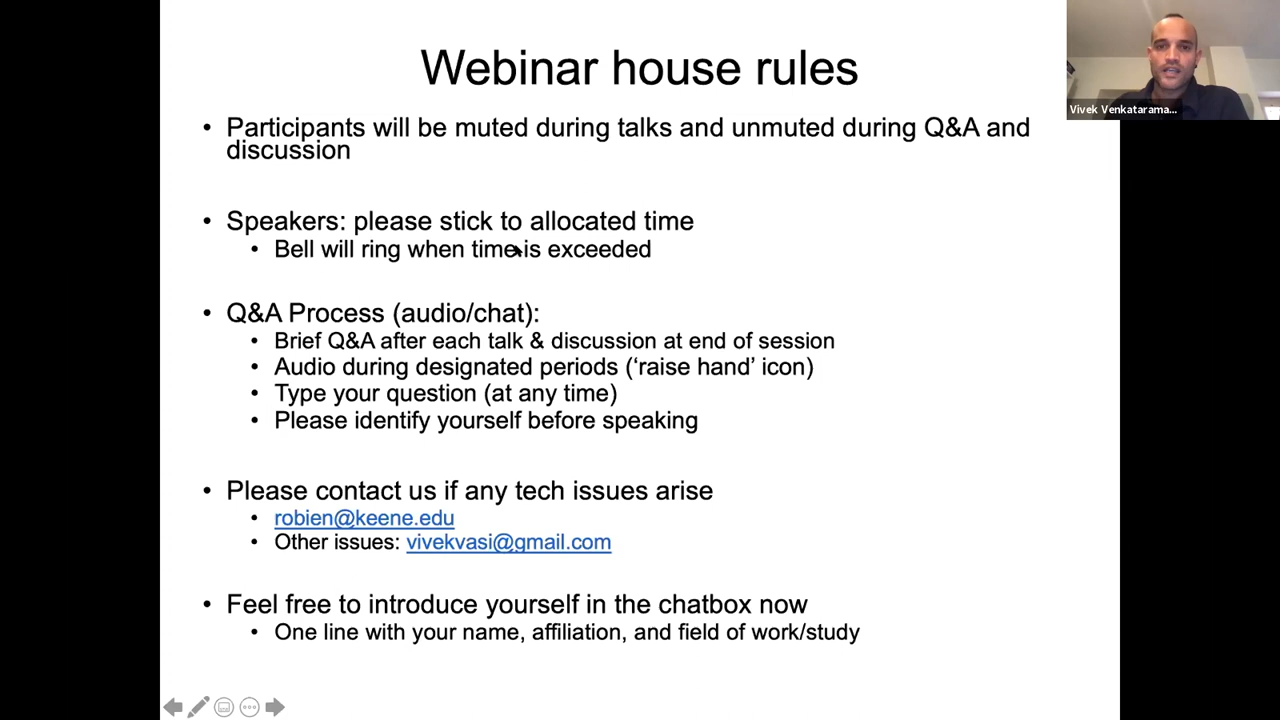 Webinar house rules
Vivek Venkatarama...
• Participants will be muted during talks and unmuted during Q&A and
discussion
• Speakers: please stick to allocated time
• Bell will ring when time is exceeded
• Q&A Process (audio/chat):
• Brief Q&A after each talk & discussion at end of session
• Audio during designated periods (‘raise hand’ icon)
• Type your question (at any time)
• Please identify yourself before speaking
• Please contact us if any tech issues arise
• robien@keene.edu
• Other issues: vivekvasi@gmail.com
• Feel free to introduce yourself in the chatbox now
• One line with your name, affiliation, and field of work/study